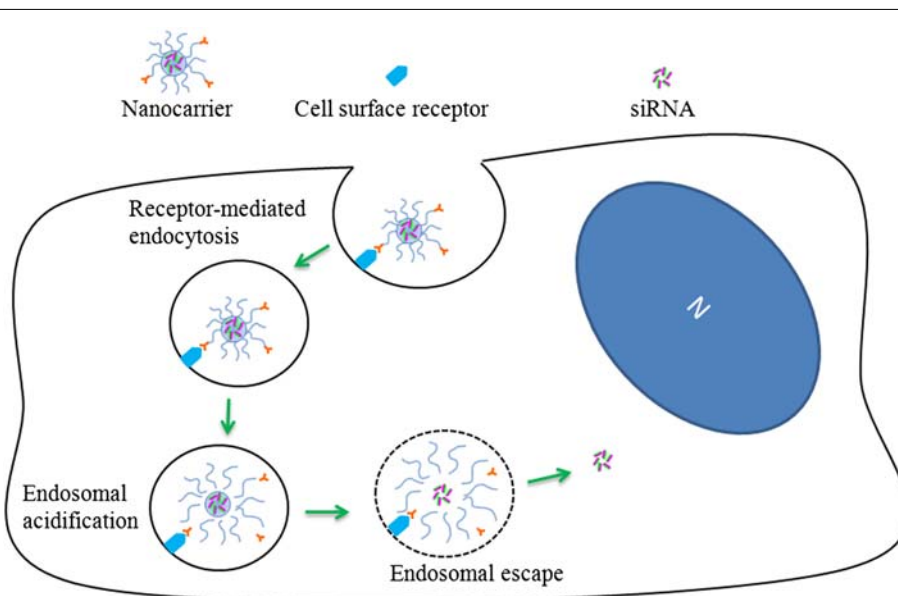 Nanocarrier
Cell surface receptor
siRNA
Receptor-mediated
endocytosis
N
Endosomal
acidification
Endosomal escape